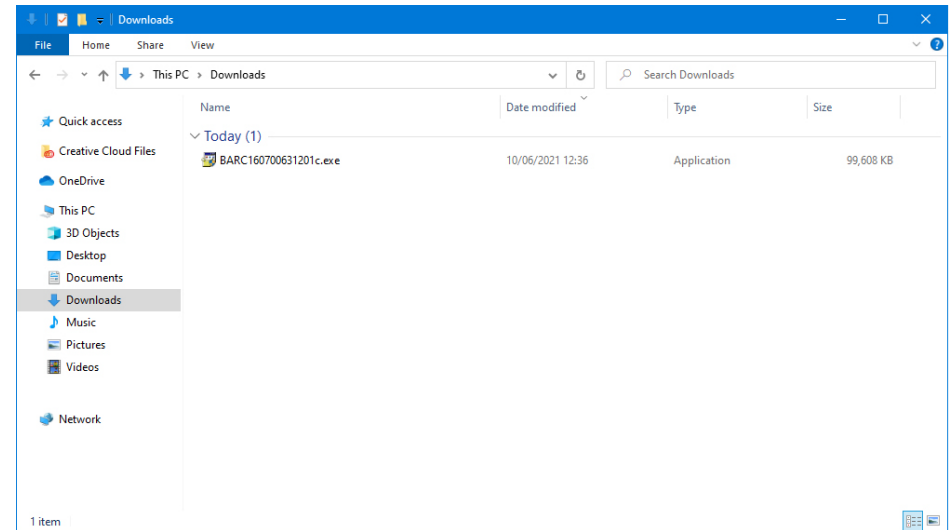 Downloads
File Home Share View
This PC > Downloads
Search Downloads
Name Date modified Type Size
Quick access
Creative Cloud Files
OneDrive
This PC
3D Objects
Desktop
Documents
Downloads
Music
Pictures
Videos
Network
Today (1)
BARC160700631201c.exe 10/06/2021 12:36 Application 99,608 KB
1 item